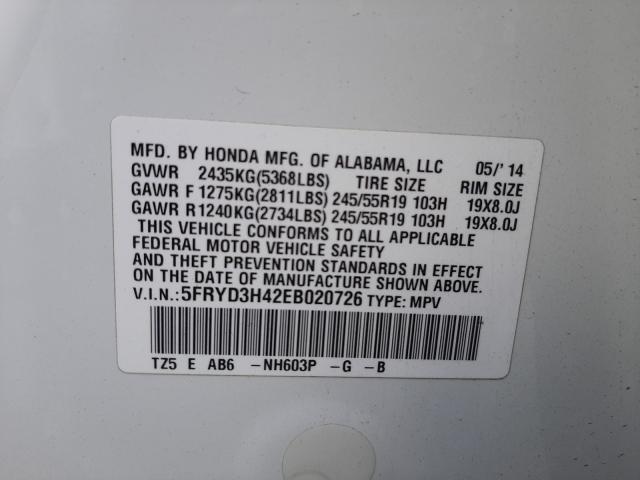 MFD. BY HONDA MFG. OF ALABAMA, LLC 05/' 14
GVWR 2435KG(5368LBS) TIRE SIZE RIM SIZE
GAWR F 1275KG(2811LBS) 245/55R19 103H 19X8.0J
GAWR R1240KG(2734LBS) 245/55R19 103H 19X8.0J
THIS VEHICLE CONFORMS TO ALL APPLICABLE
FEDERAL MOTOR VEHICLE SAFETY
AND THEFT PREVENTION STANDARDS IN EFFECT
ON THE DATE OF MANUFACTURE SHOWN ABOVE.
V.I.N.:5FRYD3H42EB020726 TYPE: MPV
TZ5 E AB6 -NH603P -G -B